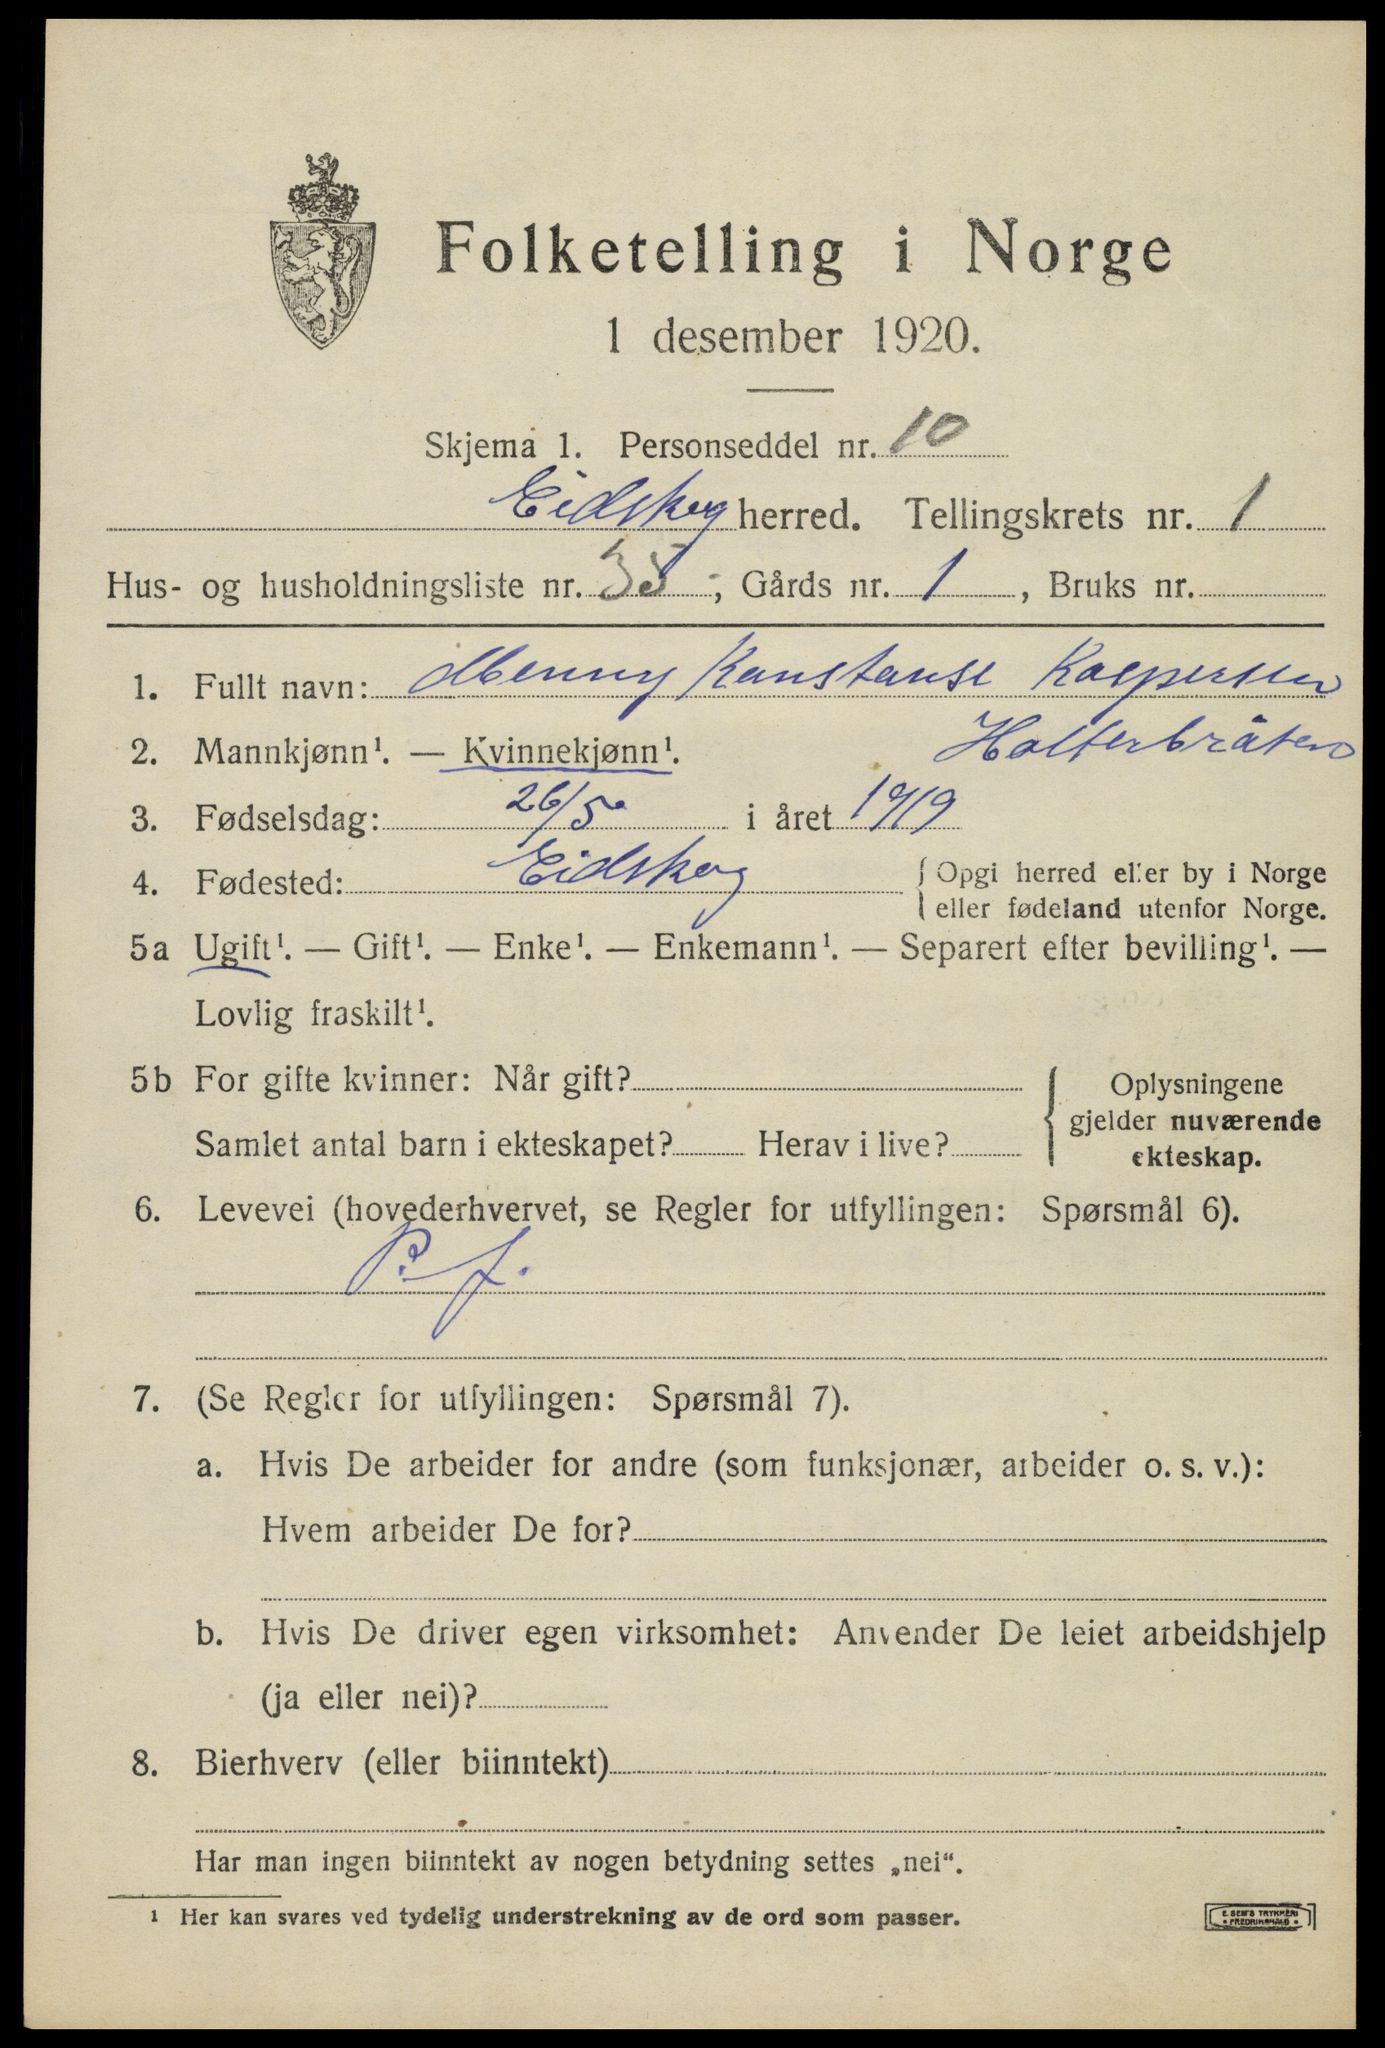 Folketelling i Norge
1 desember 1920.
Skjema 1. Personseddel nr. 10
Eidskog herred. Tellingskrets nr. 1
Hus- og husholdningsliste nr. 35; Gårds nr. 1, Bruks nr.
1. Fullt navn: Menny Kanstanse Kaspersen
Holterbråten
2. Mannkjønn¹. — Kvinnekjønn¹.
3. Fødselsdag: 26/5 i året 1919
4. Fødested: Eidskog { Opgi herred eller by i Norge
eller fødeland utenfor Norge.
5a Ugift¹. — Gift¹. — Enke¹. — Enkemann¹. — Separert efter bevilling¹. —
Lovlig fraskilt¹.
5b For gifte kvinner: Når gift? { Oplysningene
gjelder nuværende
Samlet antal barn i ekteskapet? Herav i live? ekteskap.
6. Levevei (hovederhvervet, se Regler for utfyllingen: Spørsmål 6).
P. f.
7. (Se Regler for utfyllingen: Spørsmål 7).
a. Hvis De arbeider for andre (som funksjonær, arbeider o. s. v.):
Hvem arbeider De for?
b. Hvis De driver egen virksomhet: Anvender De leiet arbeidshjelp
(ja eller nei)?
8. Bierhverv (eller biinntekt)
Har man ingen biinntekt av nogen betydning settes „nei“.
¹ Her kan svares ved tydelig understrekning av de ord som passer.
E. SEM'S TRYKKERI
• FREDRIKSHALD •